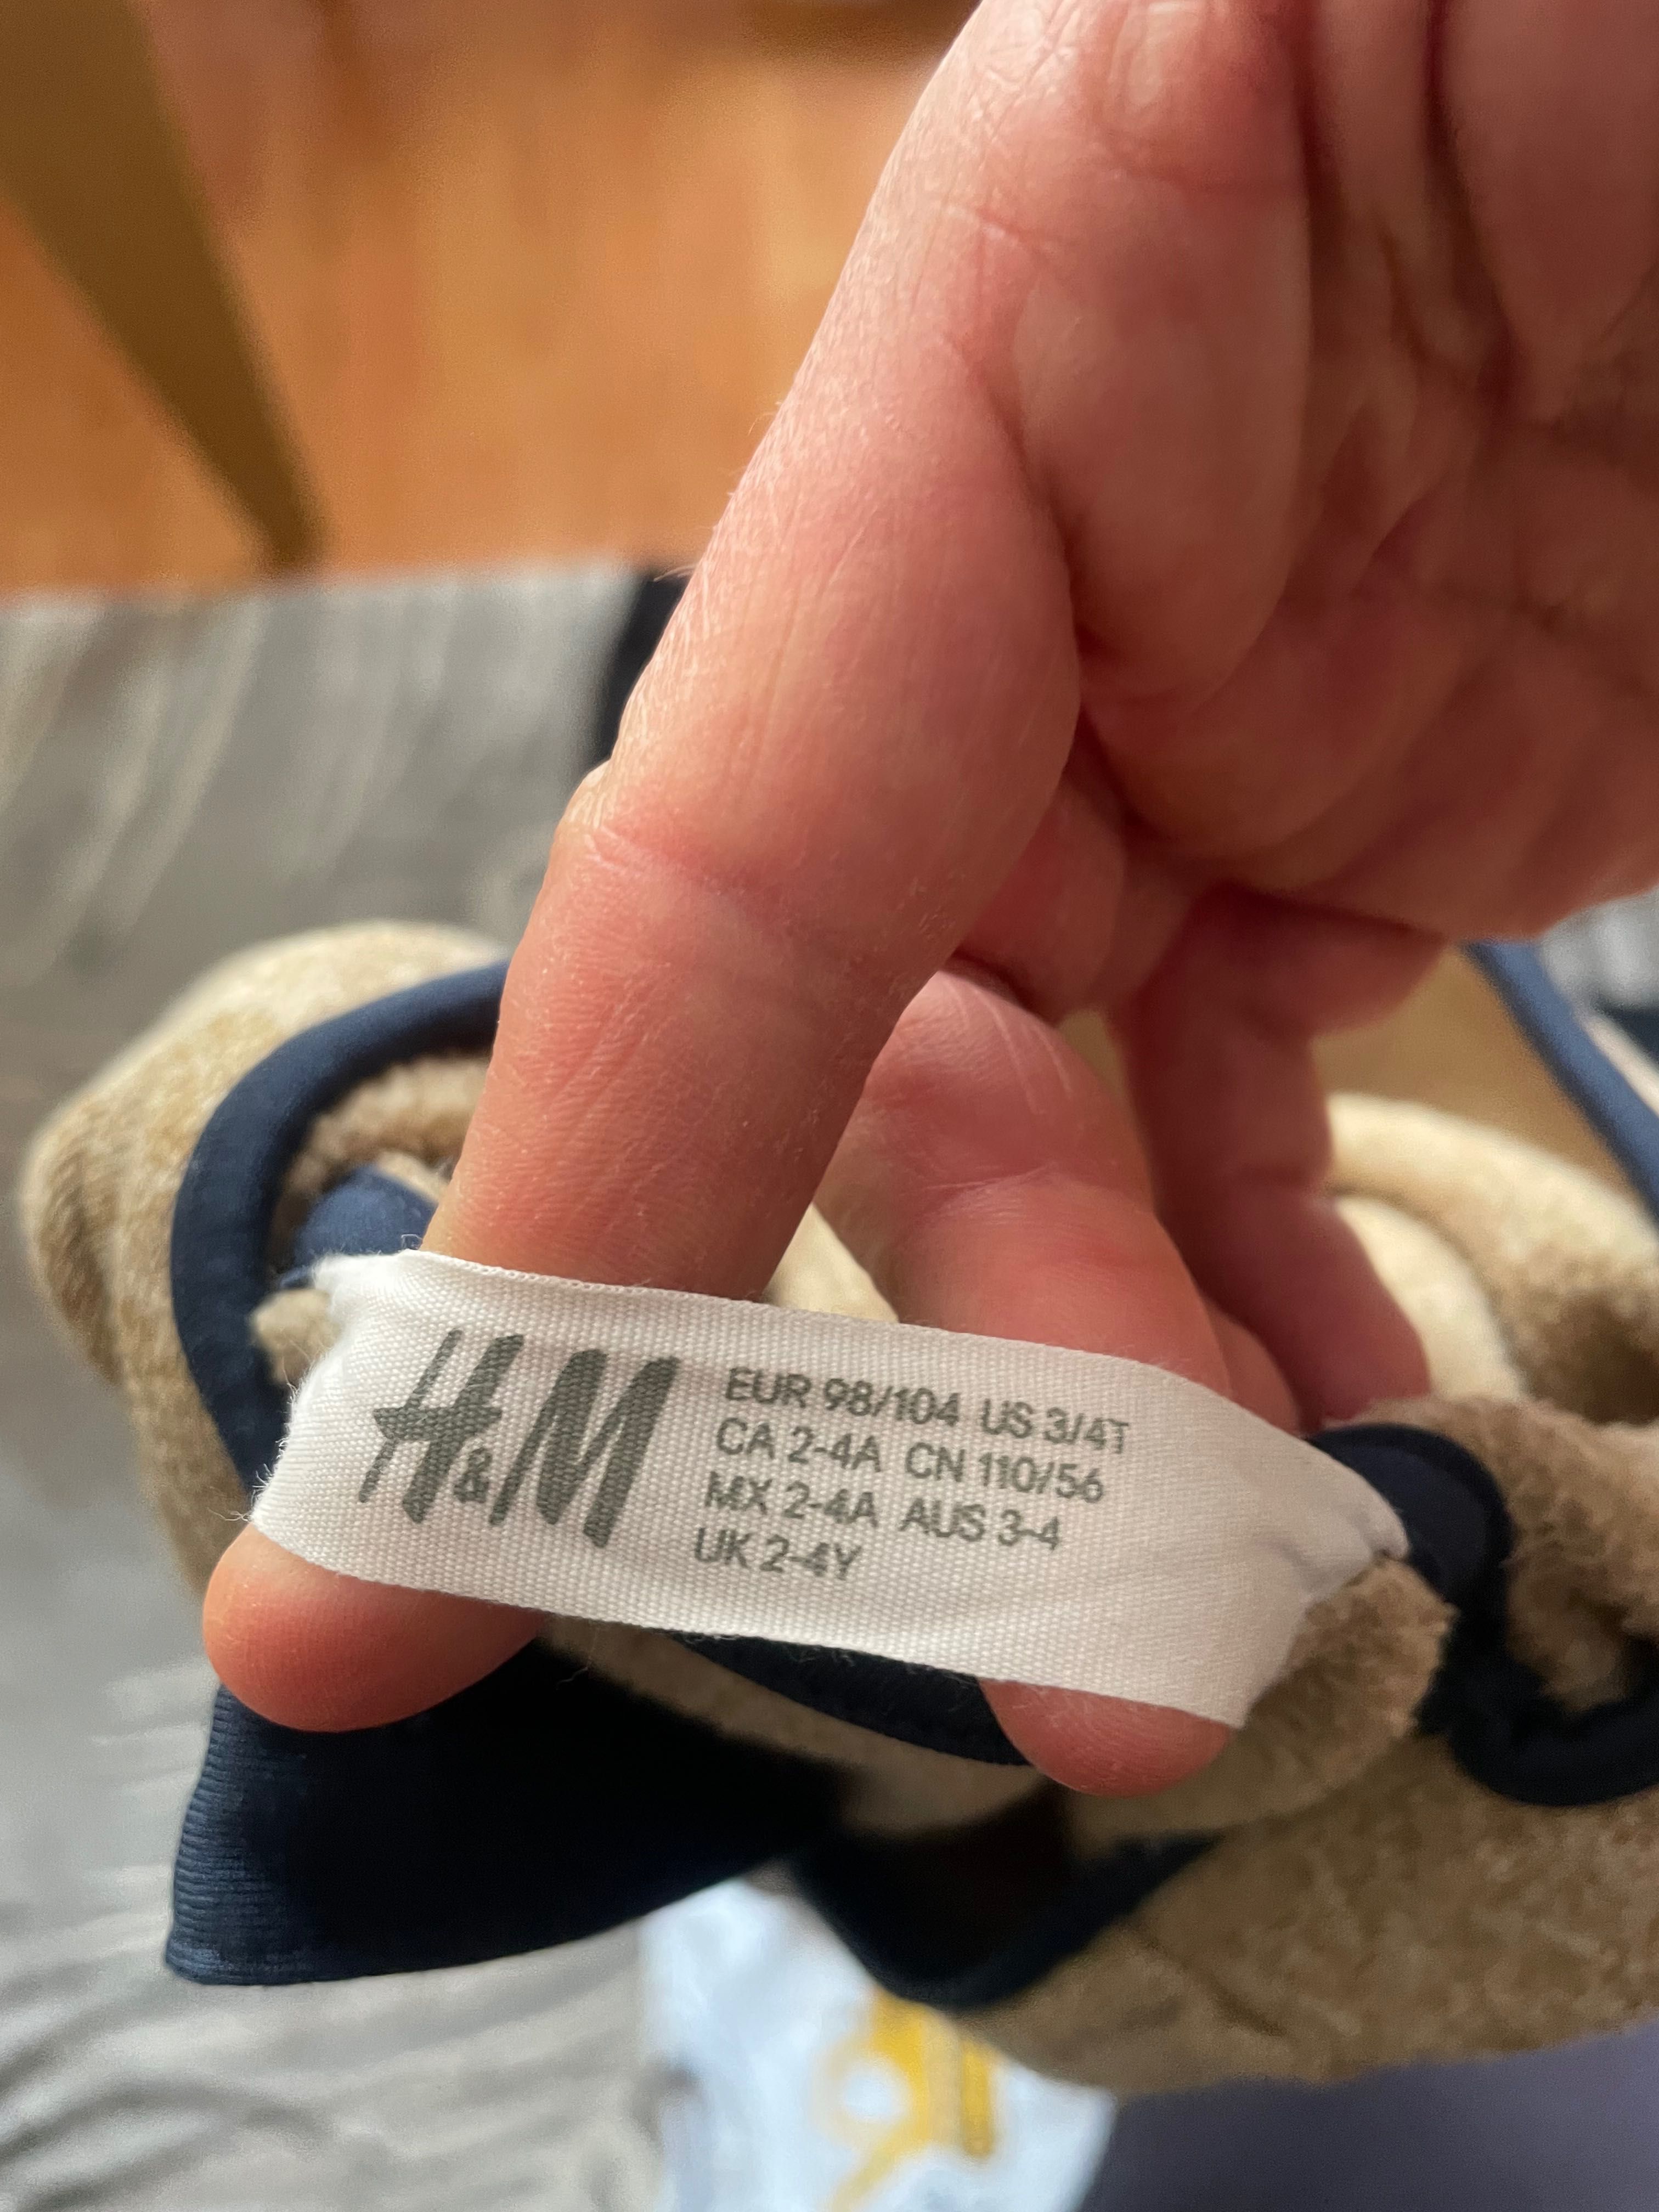 H&M
EUR 98/104 US 3/4T
CA 2-4A CN 110/56
MX 2-4A AUS 3-4
UK 2-4Y